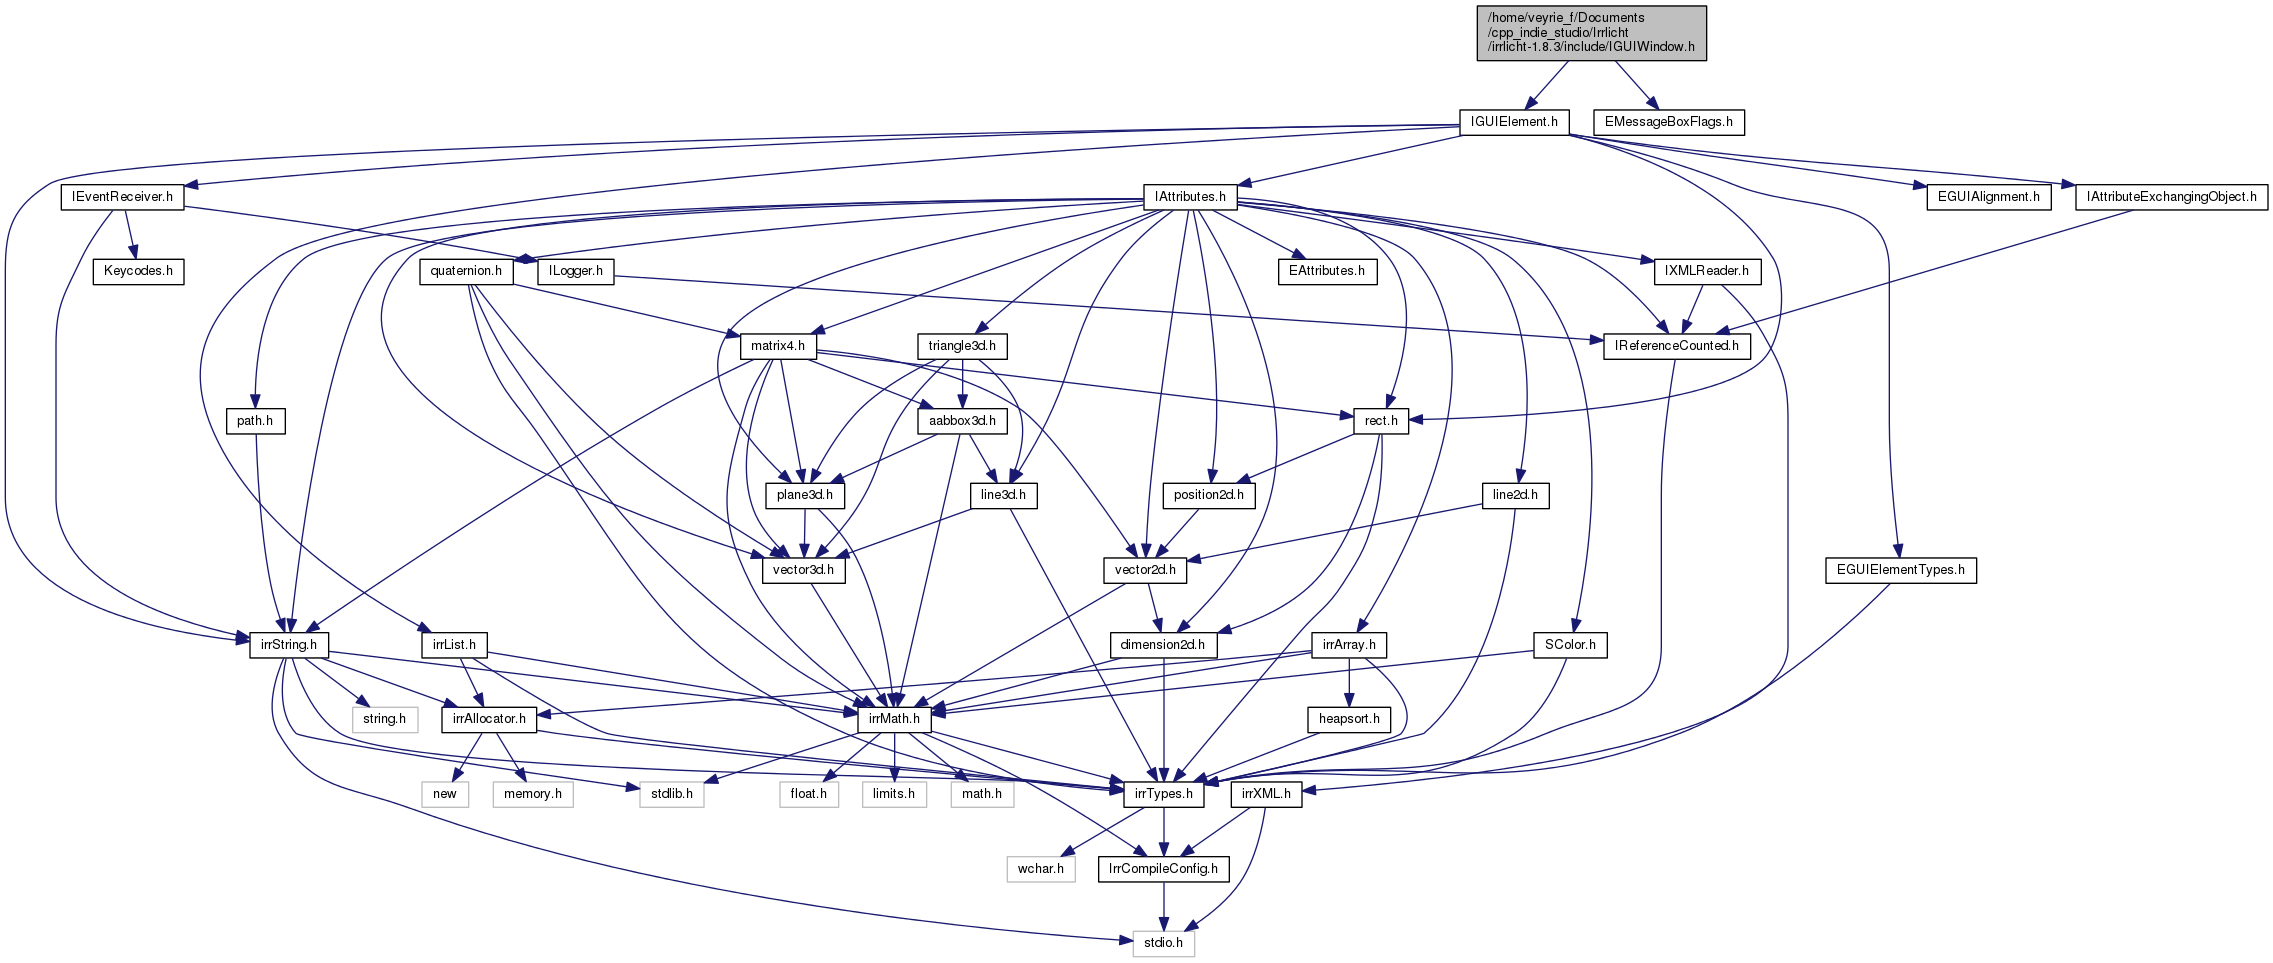 /home/veyrie_f/Documents
/cpp_indie_studio/Irrlicht
/irrlicht-1.8.3/include/IGUIWindow.h
IGUIElement.h
EMessageBoxFlags.h
IEventReceiver.h
IAttributes.h
EGUIAlignment.h
IAttributeExchangingObject.h
Keycodes.h
quaternion.h
ILogger.h
EAttributes.h
IXMLReader.h
matrix4.h
triangle3d.h
IReferenceCounted.h
path.h
aabbox3d.h
rect.h
plane3d.h
line3d.h
position2d.h
line2d.h
vector3d.h
vector2d.h
EGUIElementTypes.h
irrString.h
irrList.h
dimension2d.h
irrArray.h
SColor.h
string.h
irrAllocator.h
irrMath.h
heapsort.h
new
memory.h
stdlib.h
float.h
limits.h
math.h
irrTypes.h
irrXML.h
wchar.h
IrrCompileConfig.h
stdio.h